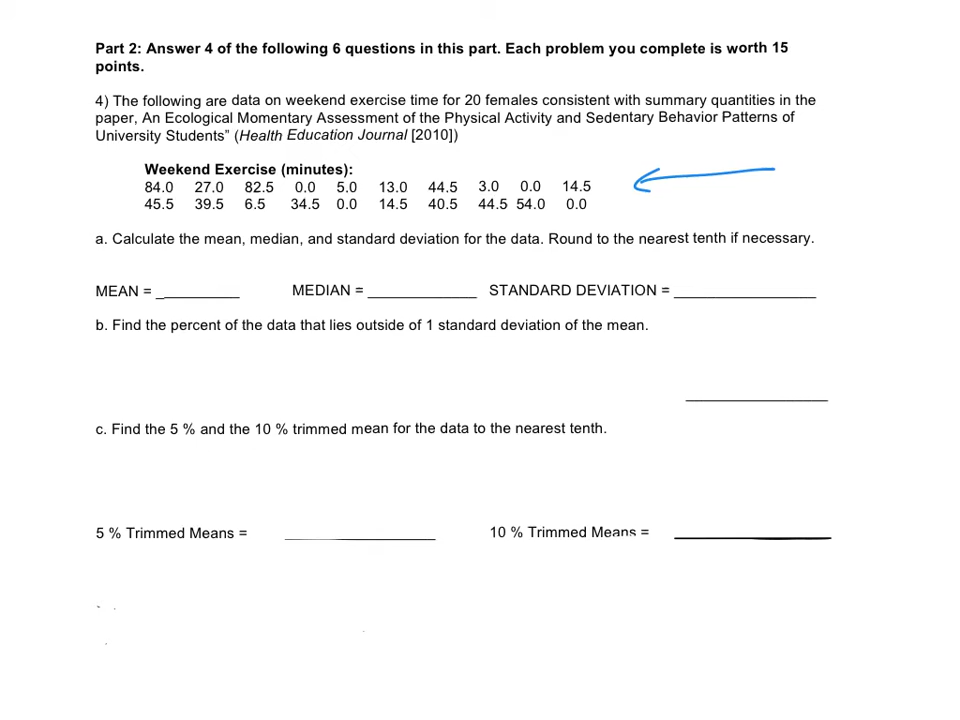 Part 2: Answer 4 of the following 6 questions in this part. Each problem you complete is worth 15
points.
4) The following are data on weekend exercise time for 20 females consistent with summary quantities in the
paper, An Ecological Momentary Assessment of the Physical Activity and Sedentary Behavior Patterns of
University Students” (Health Education Journal [2010])
Weekend Exercise (minutes):
84.0 27.0 82.5 0.0 5.0 13.0 44.5 3.0 0.0 14.5
45.5 39.5 6.5 34.5 0.0 14.5 40.5 44.5 54.0 0.0
a. Calculate the mean, median, and standard deviation for the data. Round to the nearest tenth if necessary.
MEAN = __________ MEDIAN = _____________ STANDARD DEVIATION = _________________
b. Find the percent of the data that lies outside of 1 standard deviation of the mean.
_________________
c. Find the 5 % and the 10 % trimmed mean for the data to the nearest tenth.
5 % Trimmed Means = __________________ 10 % Trimmed Means = ___________________